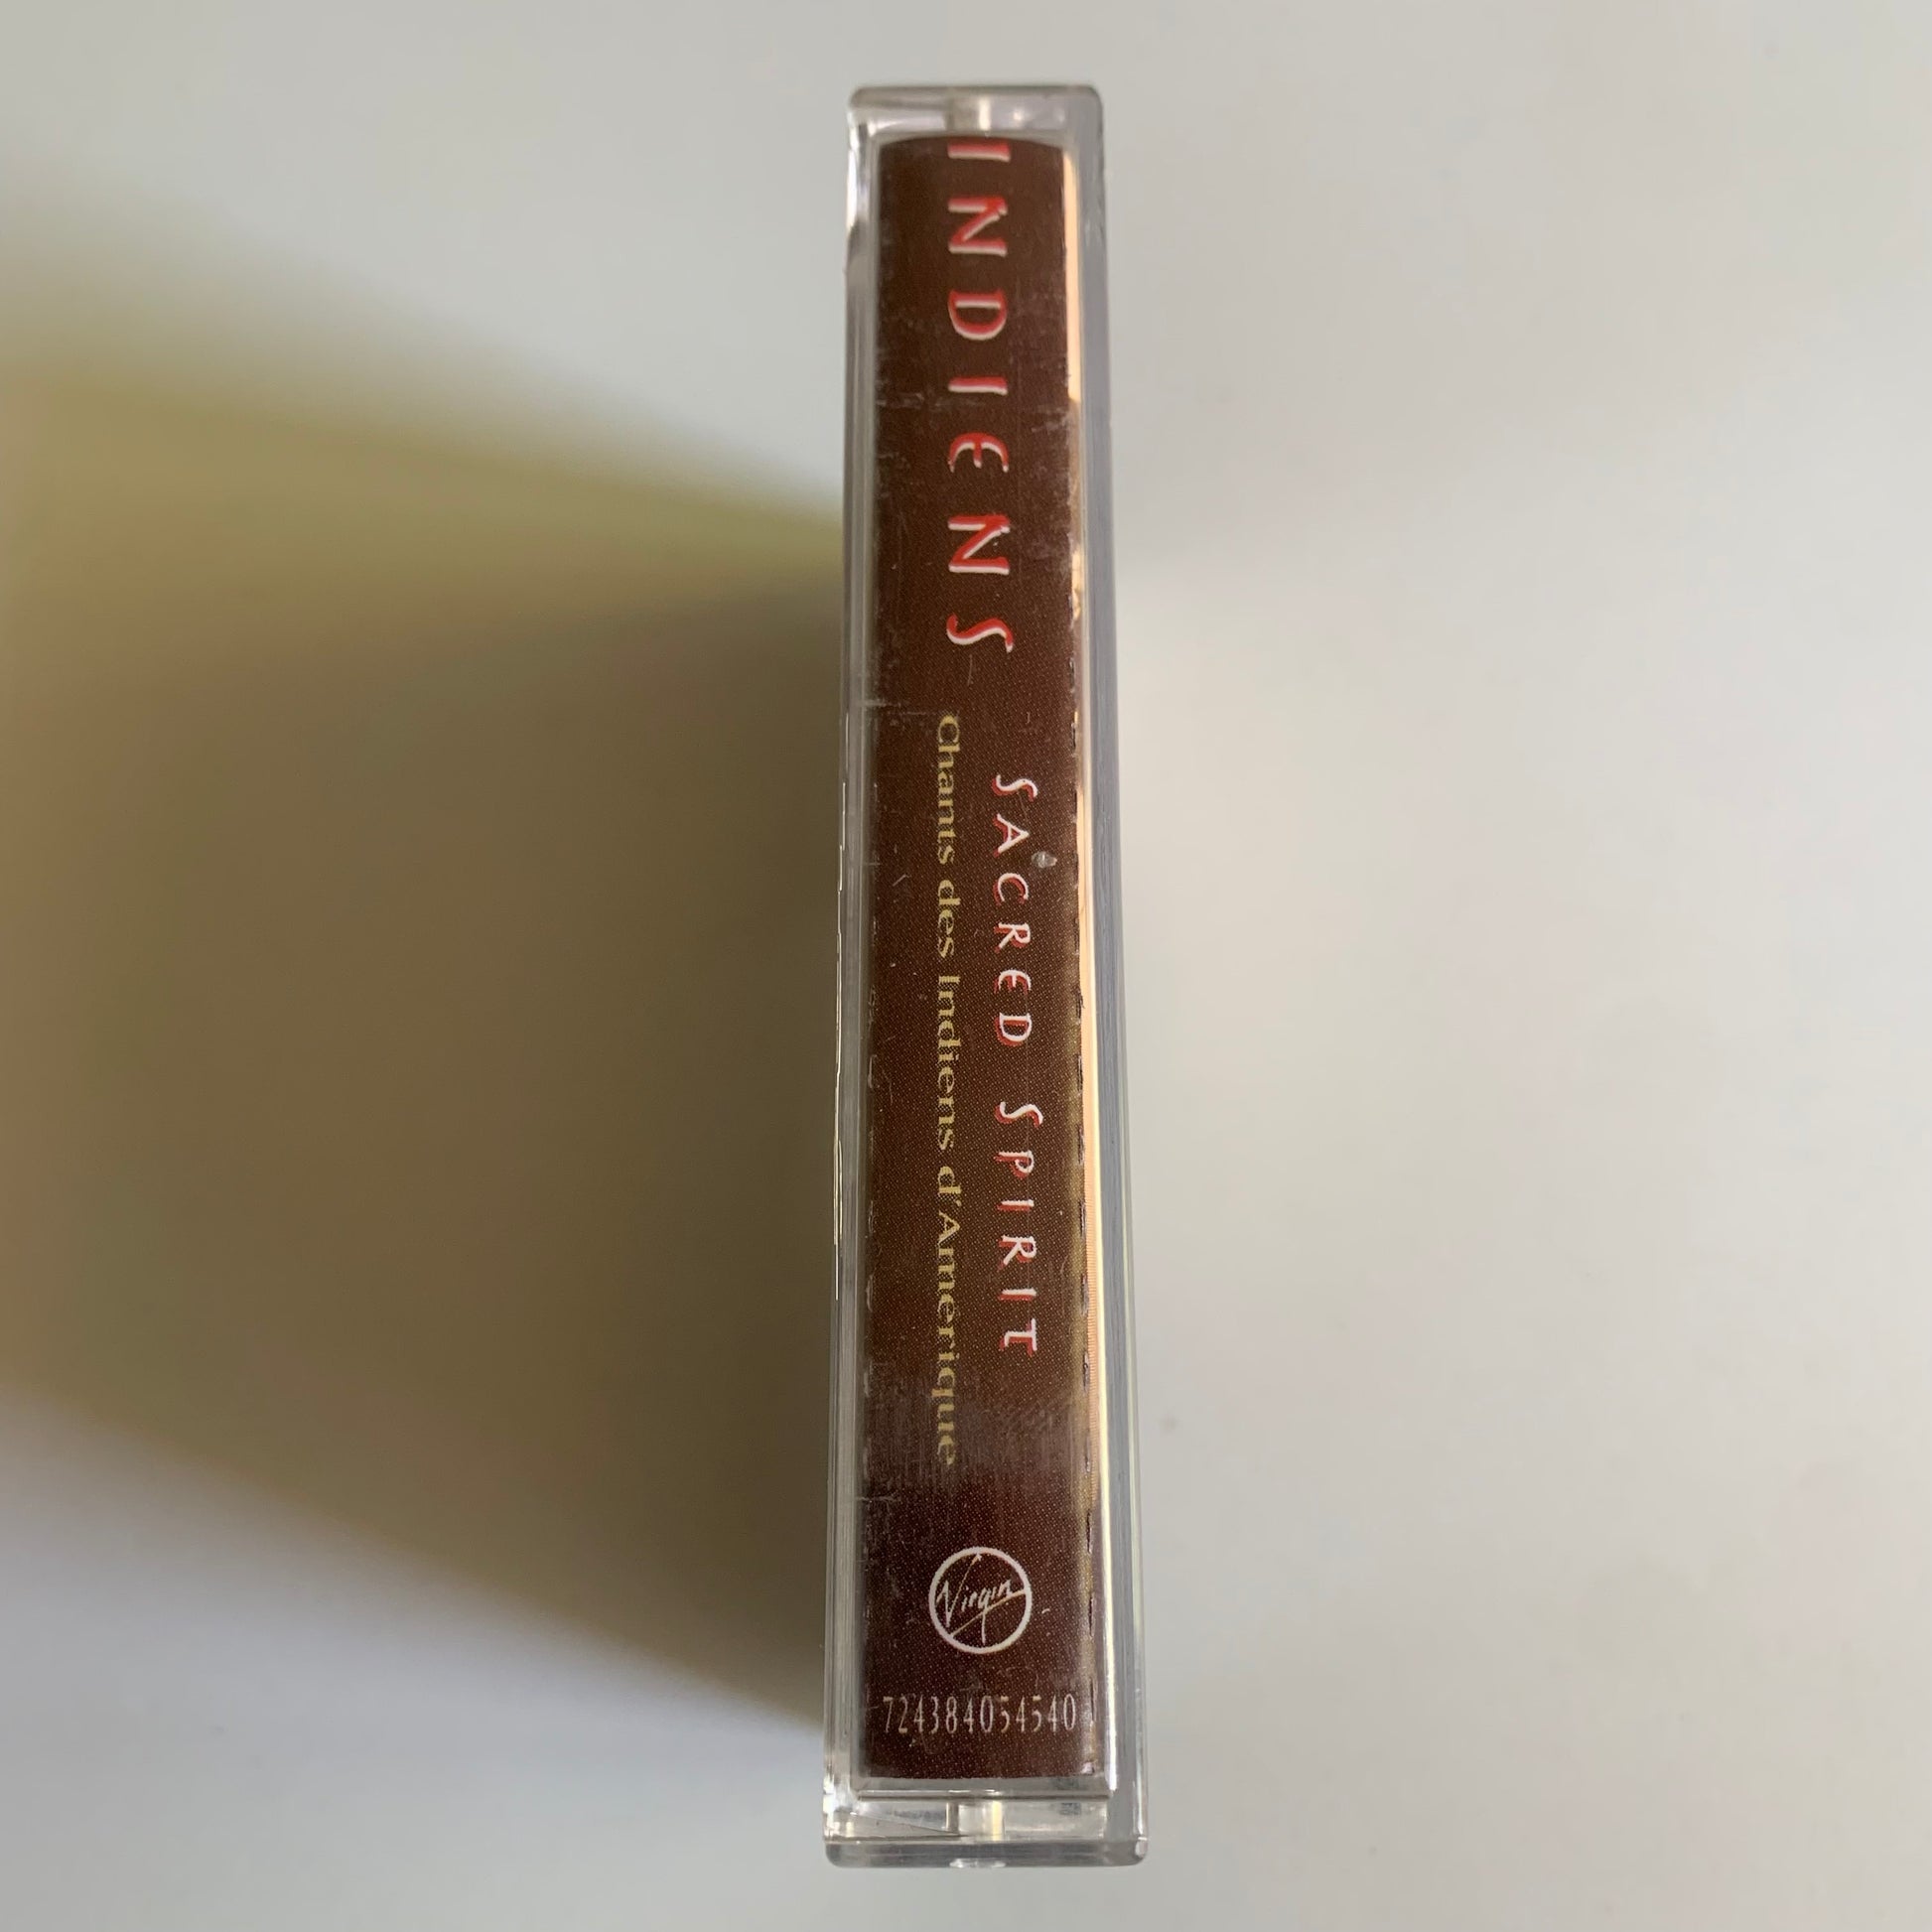 INDIENS
SACRED SPIRIT
Chants des Indiens d'Amérique
Virgin
724384054540